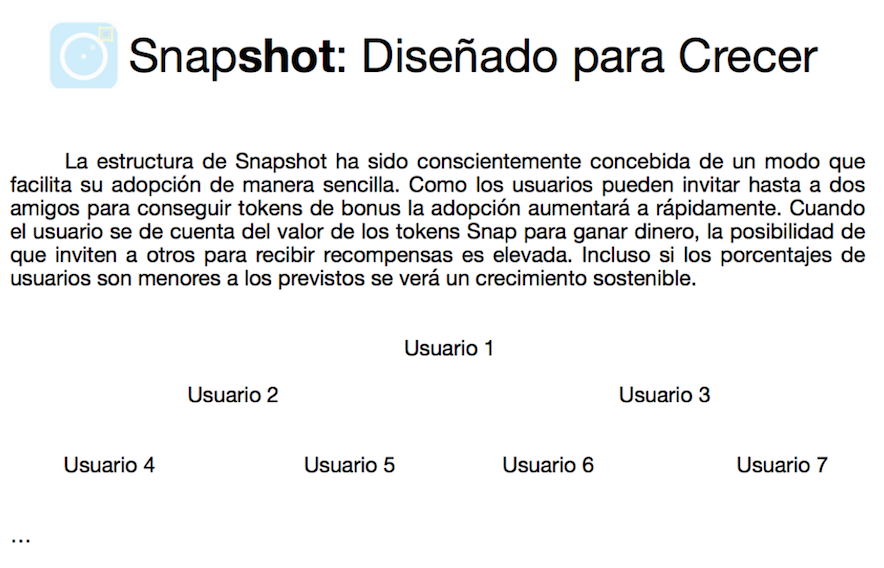 Snapshot: Diseñado para Crecer
La estructura de Snapshot ha sido conscientemente concebida de un modo que
facilita su adopción de manera sencilla. Como los usuarios pueden invitar hasta a dos
amigos para conseguir tokens de bonus la adopción aumentará a rápidamente. Cuando
el usuario se de cuenta del valor de los tokens Snap para ganar dinero, la posibilidad de
que inviten a otros para recibir recompensas es elevada. Incluso si los porcentajes de
usuarios son menores a los previstos se verá un crecimiento sostenible.
Usuario 1
Usuario 2 Usuario 3
Usuario 4 Usuario 5 Usuario 6 Usuario 7
...